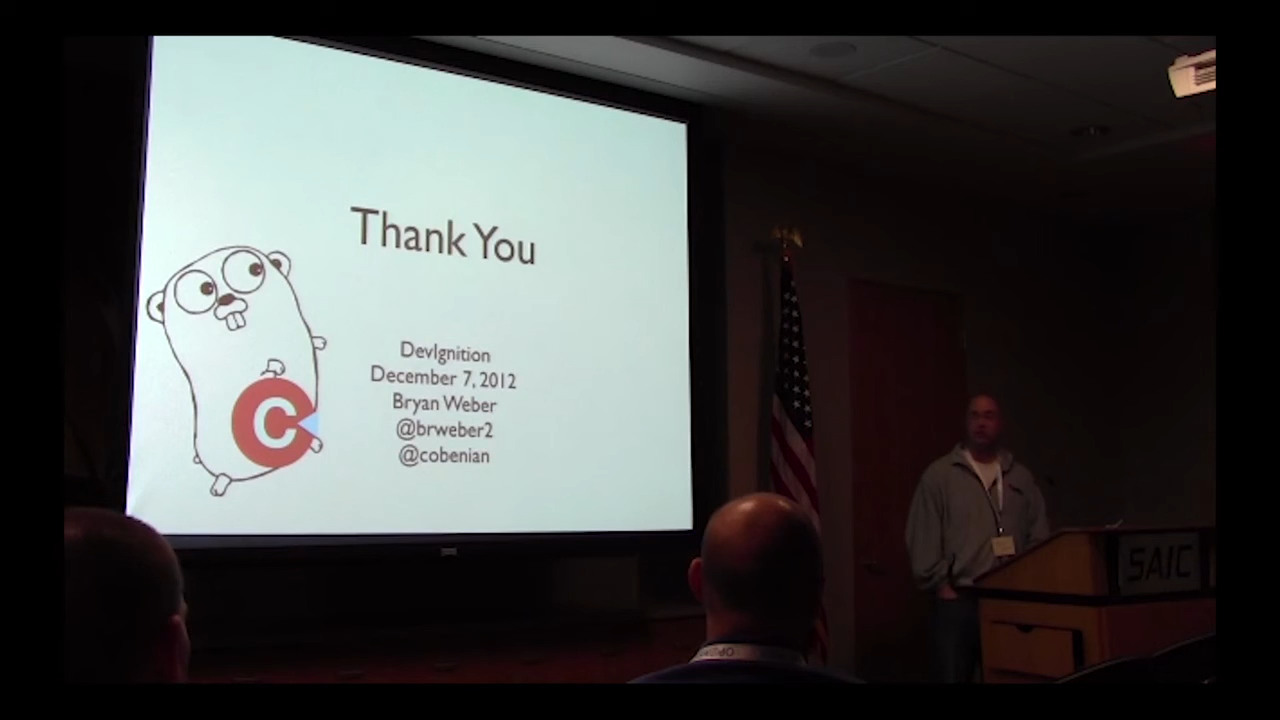 Thank You
DevIgnition
December 7, 2012
Bryan Weber
@brweber2
@cobenian
C
SAIC